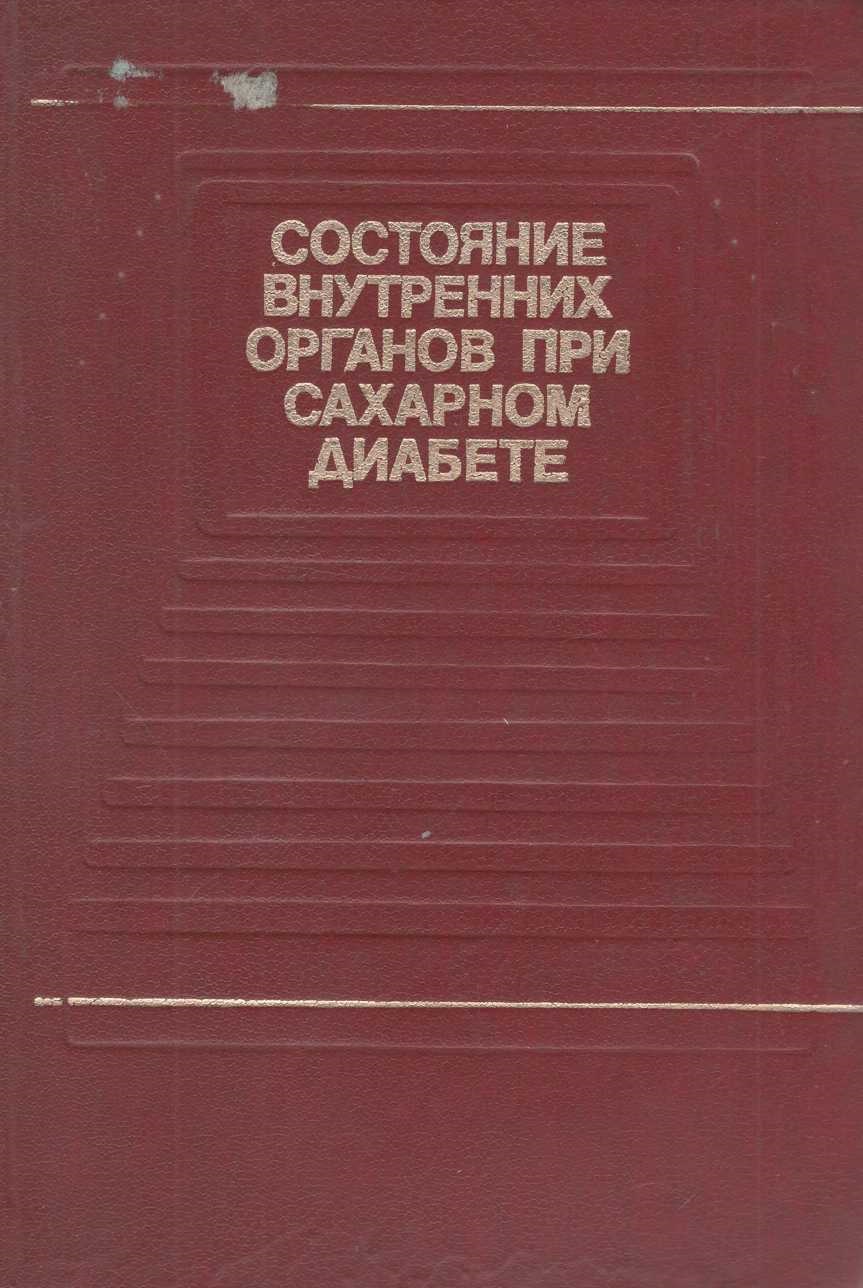 СОСТОЯНИЕ
ВНУТРЕННИХ
ОРГАНОВ ПРИ
САХАРНОМ
ДИАБЕТЕ